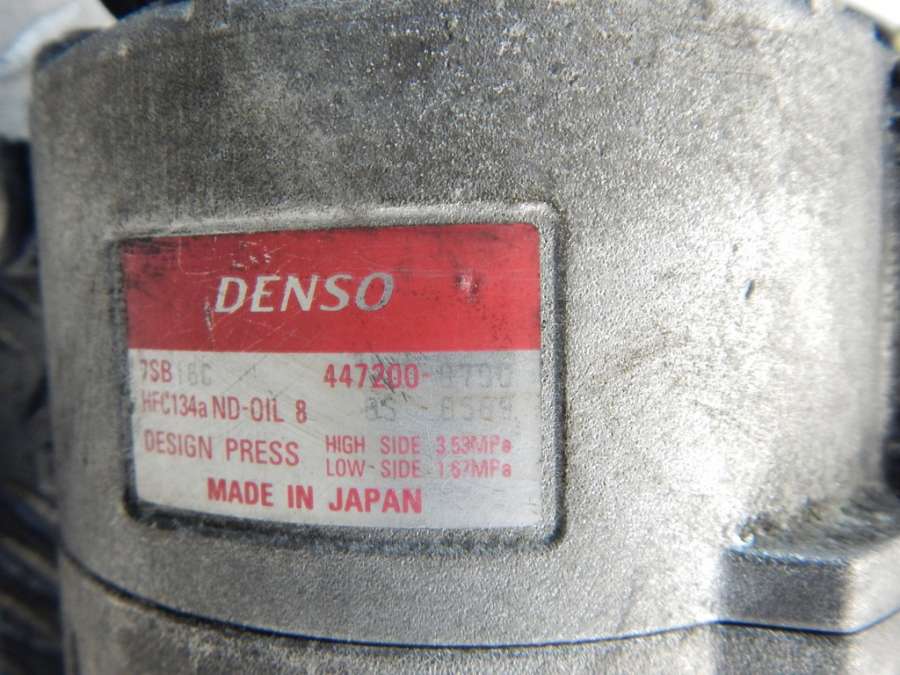 DENSO
7SB16C 447200-
HFC134a ND-OIL 8
DESIGN PRESS HIGH SIDE 3.53MPa
LOW-SIDE 1.67MPa
MADE IN JAPAN